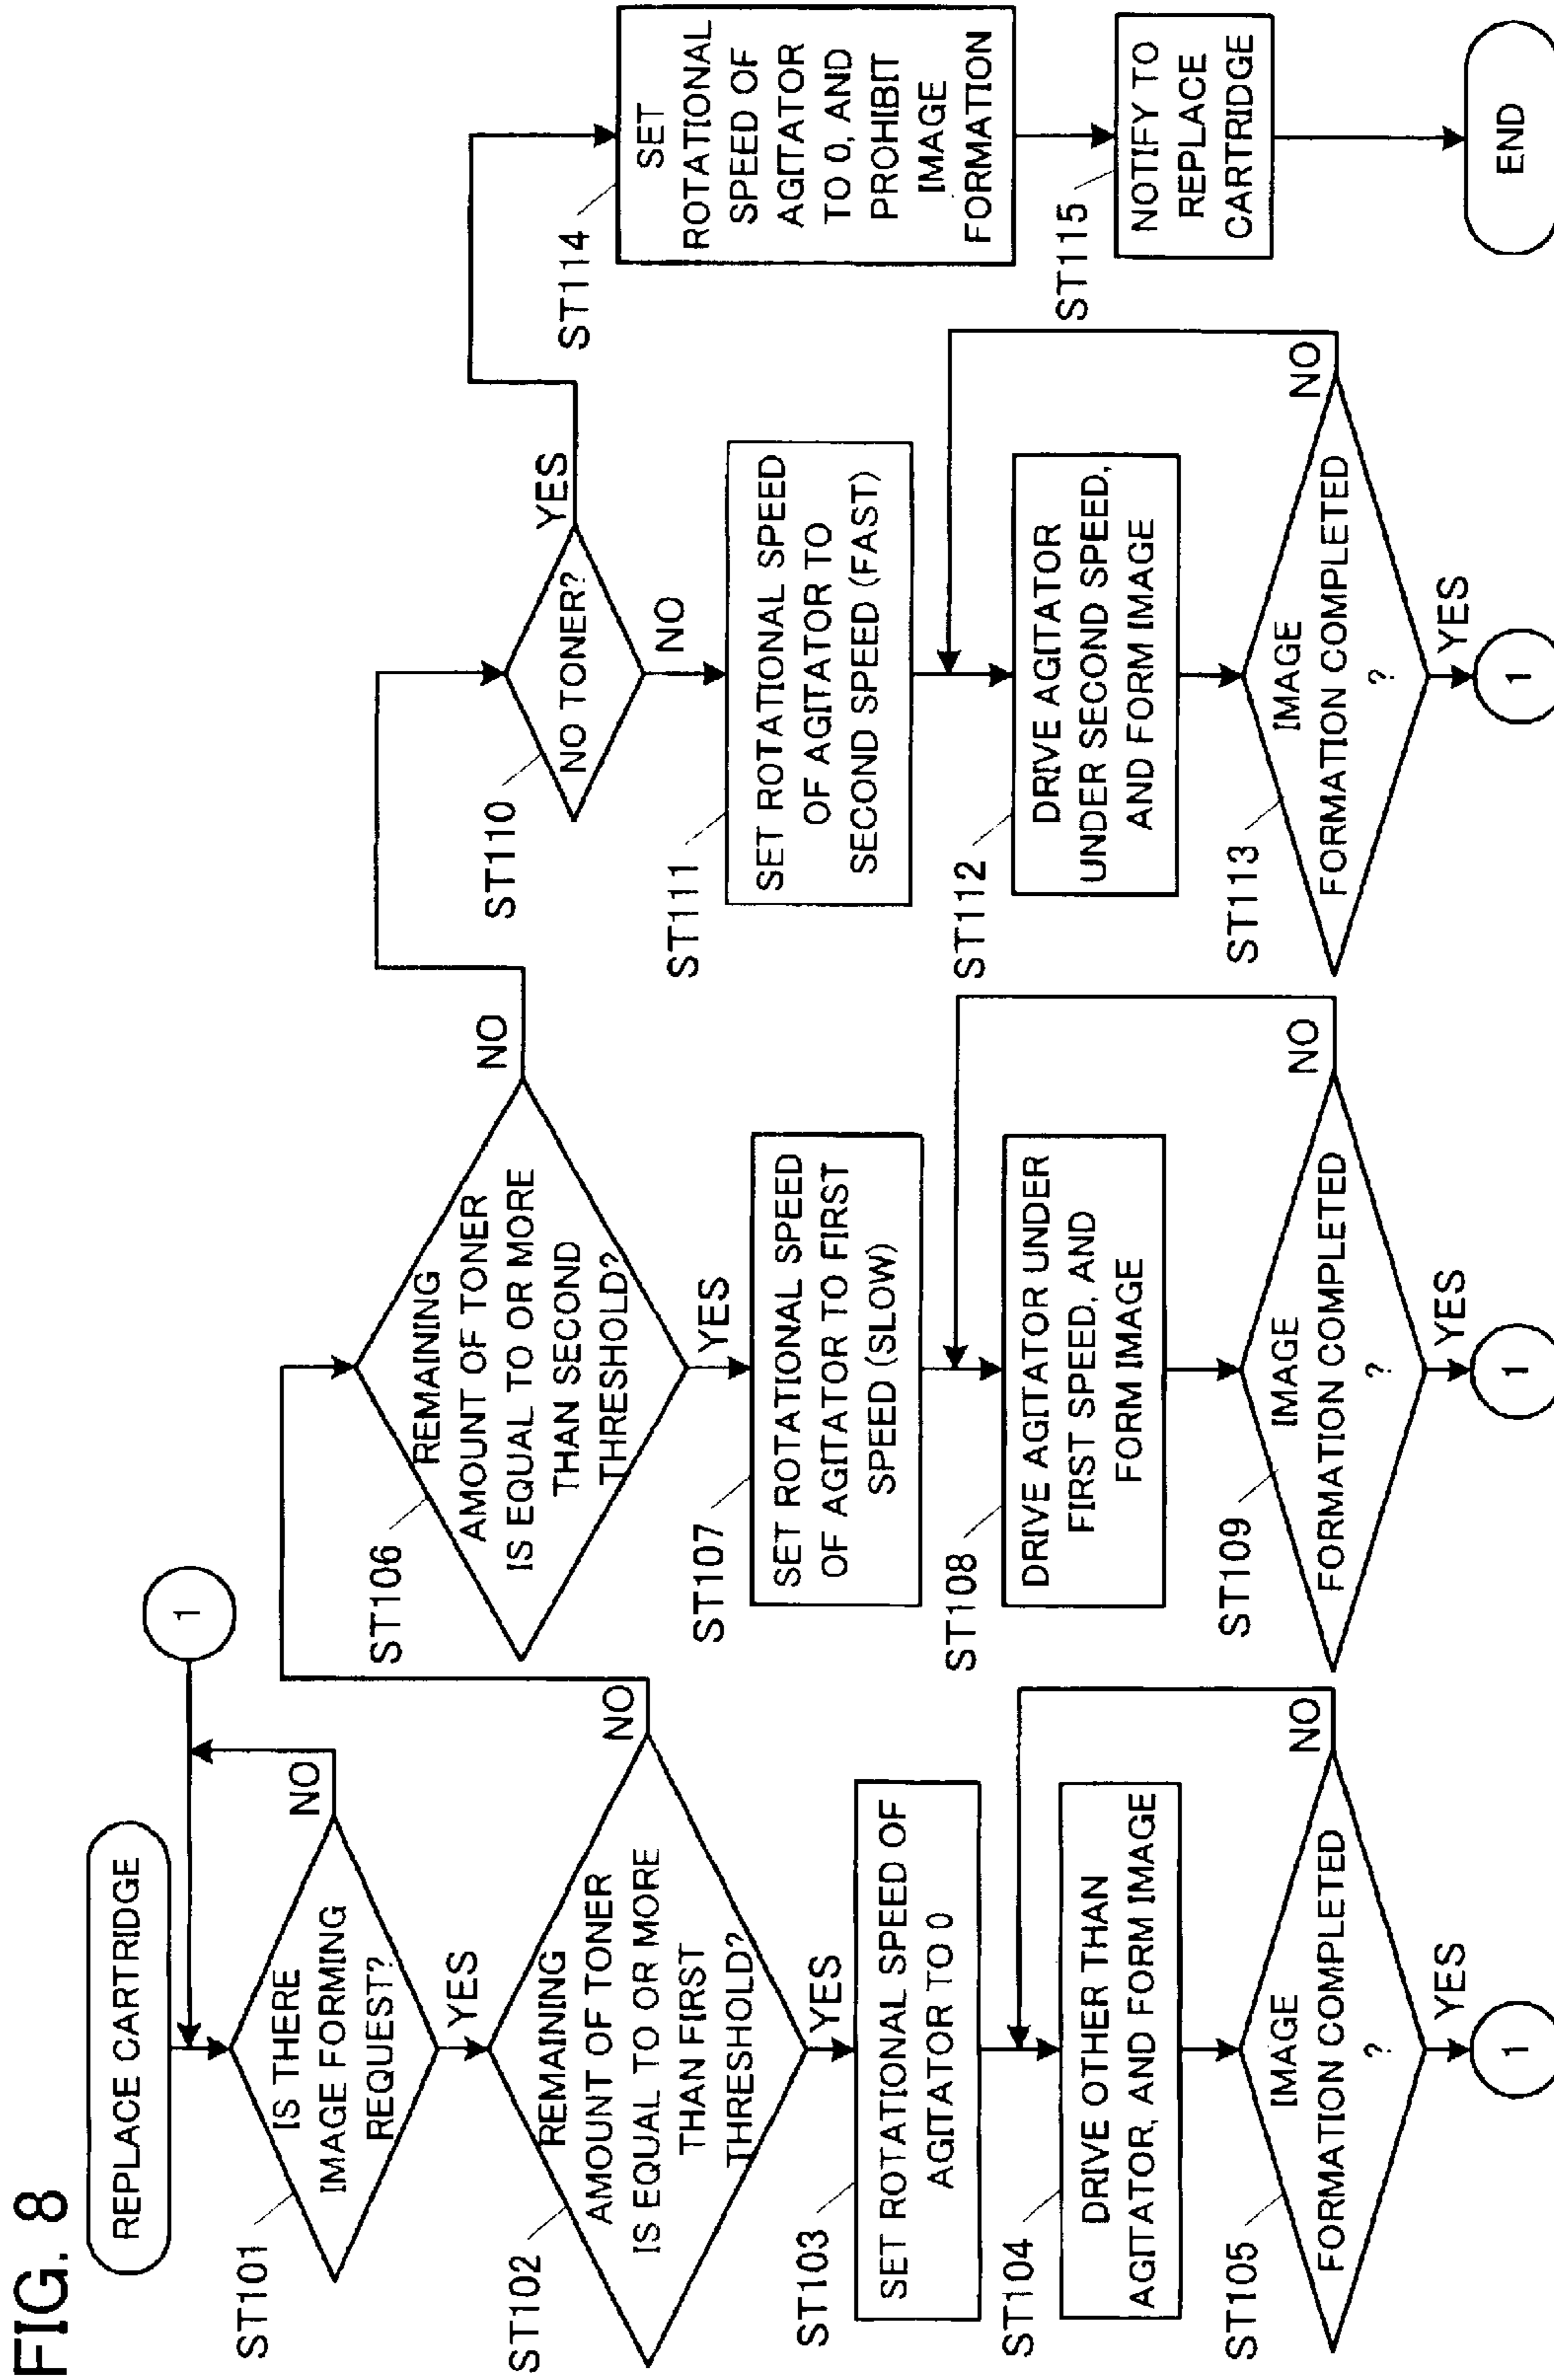 FIG. 8
REPLACE CARTRIDGE
1
ST101
IS THERE
IMAGE FORMING
REQUEST?
NO
YES
ST102
REMAINING
AMOUNT OF TONER
IS EQUAL TO OR MORE
THAN FIRST
THRESHOLD?
NO
YES
ST103
SET ROTATIONAL SPEED OF
AGITATOR TO 0
ST104
DRIVE OTHER THAN
AGITATOR, AND FORM IMAGE
ST105
IMAGE
FORMATION COMPLETED
?
NO
YES
1
ST106
REMAINING
AMOUNT OF TONER
IS EQUAL TO OR MORE
THAN SECOND
THRESHOLD?
NO
YES
ST107
SET ROTATIONAL SPEED
OF AGITATOR TO FIRST
SPEED (SLOW)
ST108
DRIVE AGITATOR UNDER
FIRST SPEED, AND
FORM IMAGE
ST109
IMAGE
FORMATION COMPLETED
?
NO
YES
1
ST110
NO TONER?
YES
NO
ST111
SET ROTATIONAL SPEED
OF AGITATOR TO
SECOND SPEED (FAST)
ST112
DRIVE AGITATOR
UNDER SECOND SPEED,
AND FORM IMAGE
ST113
IMAGE
FORMATION COMPLETED
?
NO
YES
1
ST114
SET
ROTATIONAL
SPEED OF
AGITATOR
TO 0, AND
PROHIBIT
IMAGE
FORMATION
ST115
NOTIFY TO
REPLACE
CARTRIDGE
END